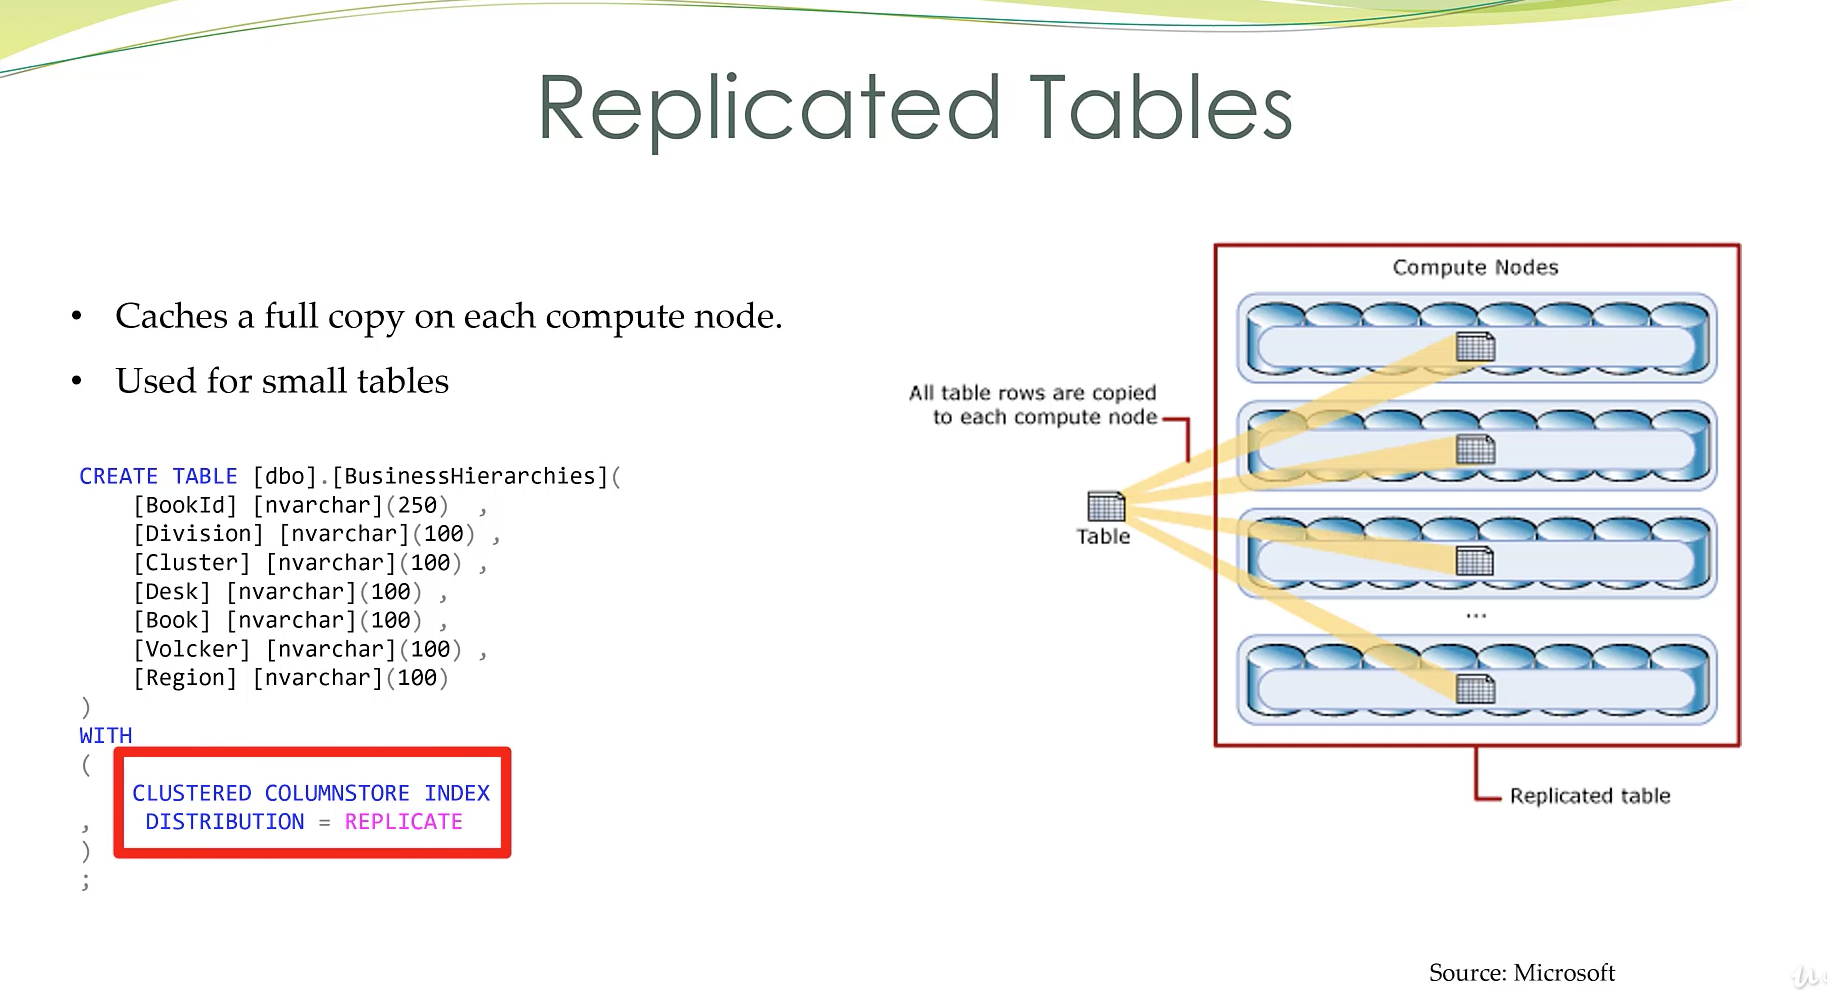 Replicated Tables
• Caches a full copy on each compute node.
• Used for small tables
CREATE TABLE [dbo].[BusinessHierarchies](
[BookId] [nvarchar](250) ,
[Division] [nvarchar](100) ,
[Cluster] [nvarchar](100) ,
[Desk] [nvarchar](100) ,
[Book] [nvarchar](100) ,
[Volcker] [nvarchar](100) ,
[Region] [nvarchar](100)
)
WITH
(
CLUSTERED COLUMNSTORE INDEX
, DISTRIBUTION = REPLICATE
)
;
Compute Nodes
All table rows are copied
to each compute node
Table
...
Replicated table
Source: Microsoft